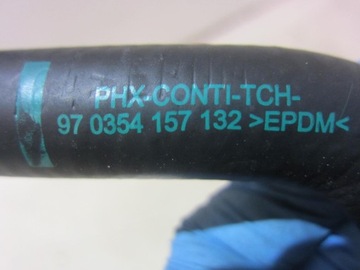 PHX-CONTI-TCH-
97 0354 157 132 >EPDM<